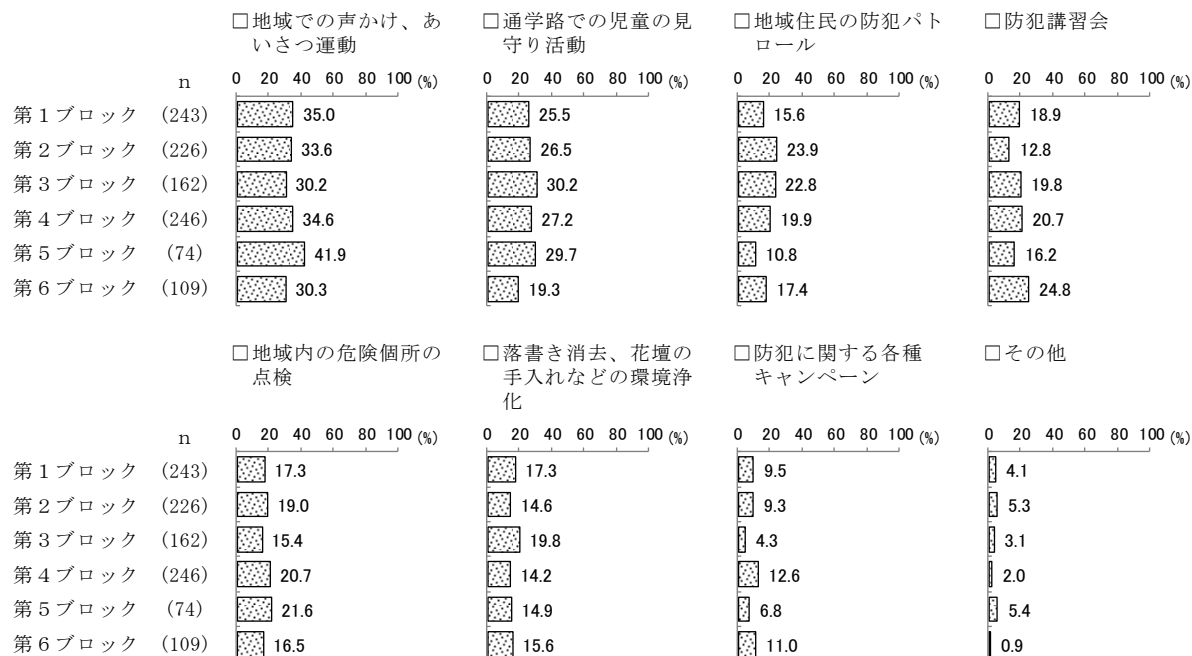 □地域での声かけ、あ
いさつ運動
□通学路での児童の見
守り活動
□地域住民の防犯パト
ロール
□防犯講習会
n
0 20 40 60 80 100 (%)
0 20 40 60 80 100 (%)
0 20 40 60 80 100 (%)
0 20 40 60 80 100 (%)
第1ブロック (243) 35.0 25.5 15.6 18.9
第2ブロック (226) 33.6 26.5 23.9 12.8
第3ブロック (162) 30.2 30.2 22.8 19.8
第4ブロック (246) 34.6 27.2 19.9 20.7
第5ブロック (74) 41.9 29.7 10.8 16.2
第6ブロック (109) 30.3 19.3 17.4 24.8
□地域内の危険個所の
点検
□落書き消去、花壇の
手入れなどの環境浄
化
□防犯に関する各種
キャンペーン
□その他
n
0 20 40 60 80 100 (%)
0 20 40 60 80 100 (%)
0 20 40 60 80 100 (%)
0 20 40 60 80 100 (%)
第1ブロック (243) 17.3 17.3 9.5 4.1
第2ブロック (226) 19.0 14.6 9.3 5.3
第3ブロック (162) 15.4 19.8 4.3 3.1
第4ブロック (246) 20.7 14.2 12.6 2.0
第5ブロック (74) 21.6 14.9 6.8 5.4
第6ブロック (109) 16.5 15.6 11.0 0.9